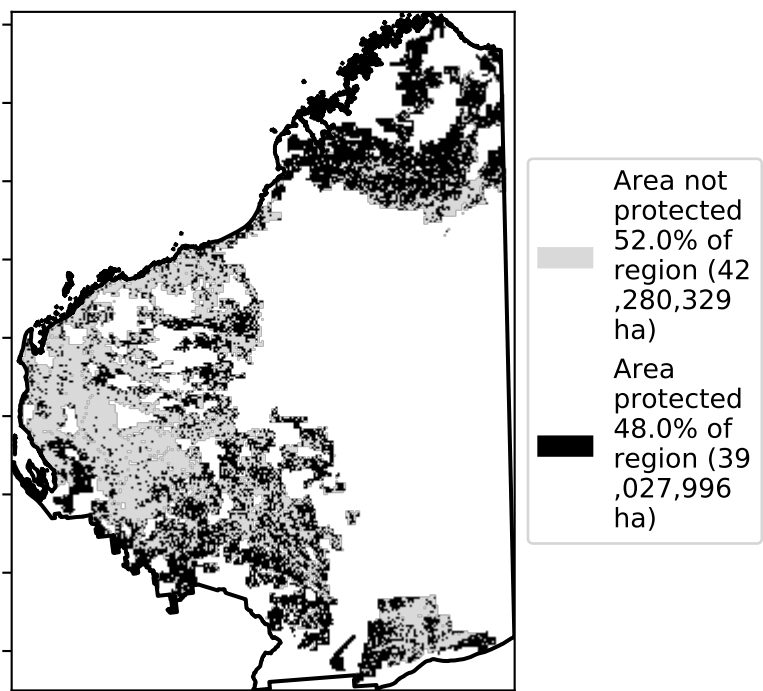 Area not
protected
52.0% of
region (42
,280,329
ha)
Area
protected
48.0% of
region (39
,027,996
ha)